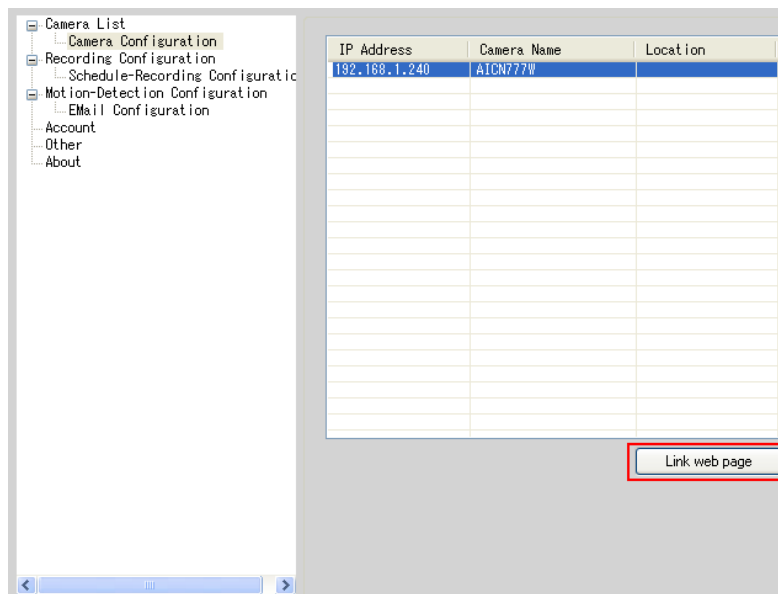 Camera List
Camera Configuration
Recording Configuration
Schedule-Recording Configuratic
Motion-Detection Configuration
EMail Configuration
Account
Other
About
IP Address Camera Name Location
192.168.1.240 AICN777W
Link web page